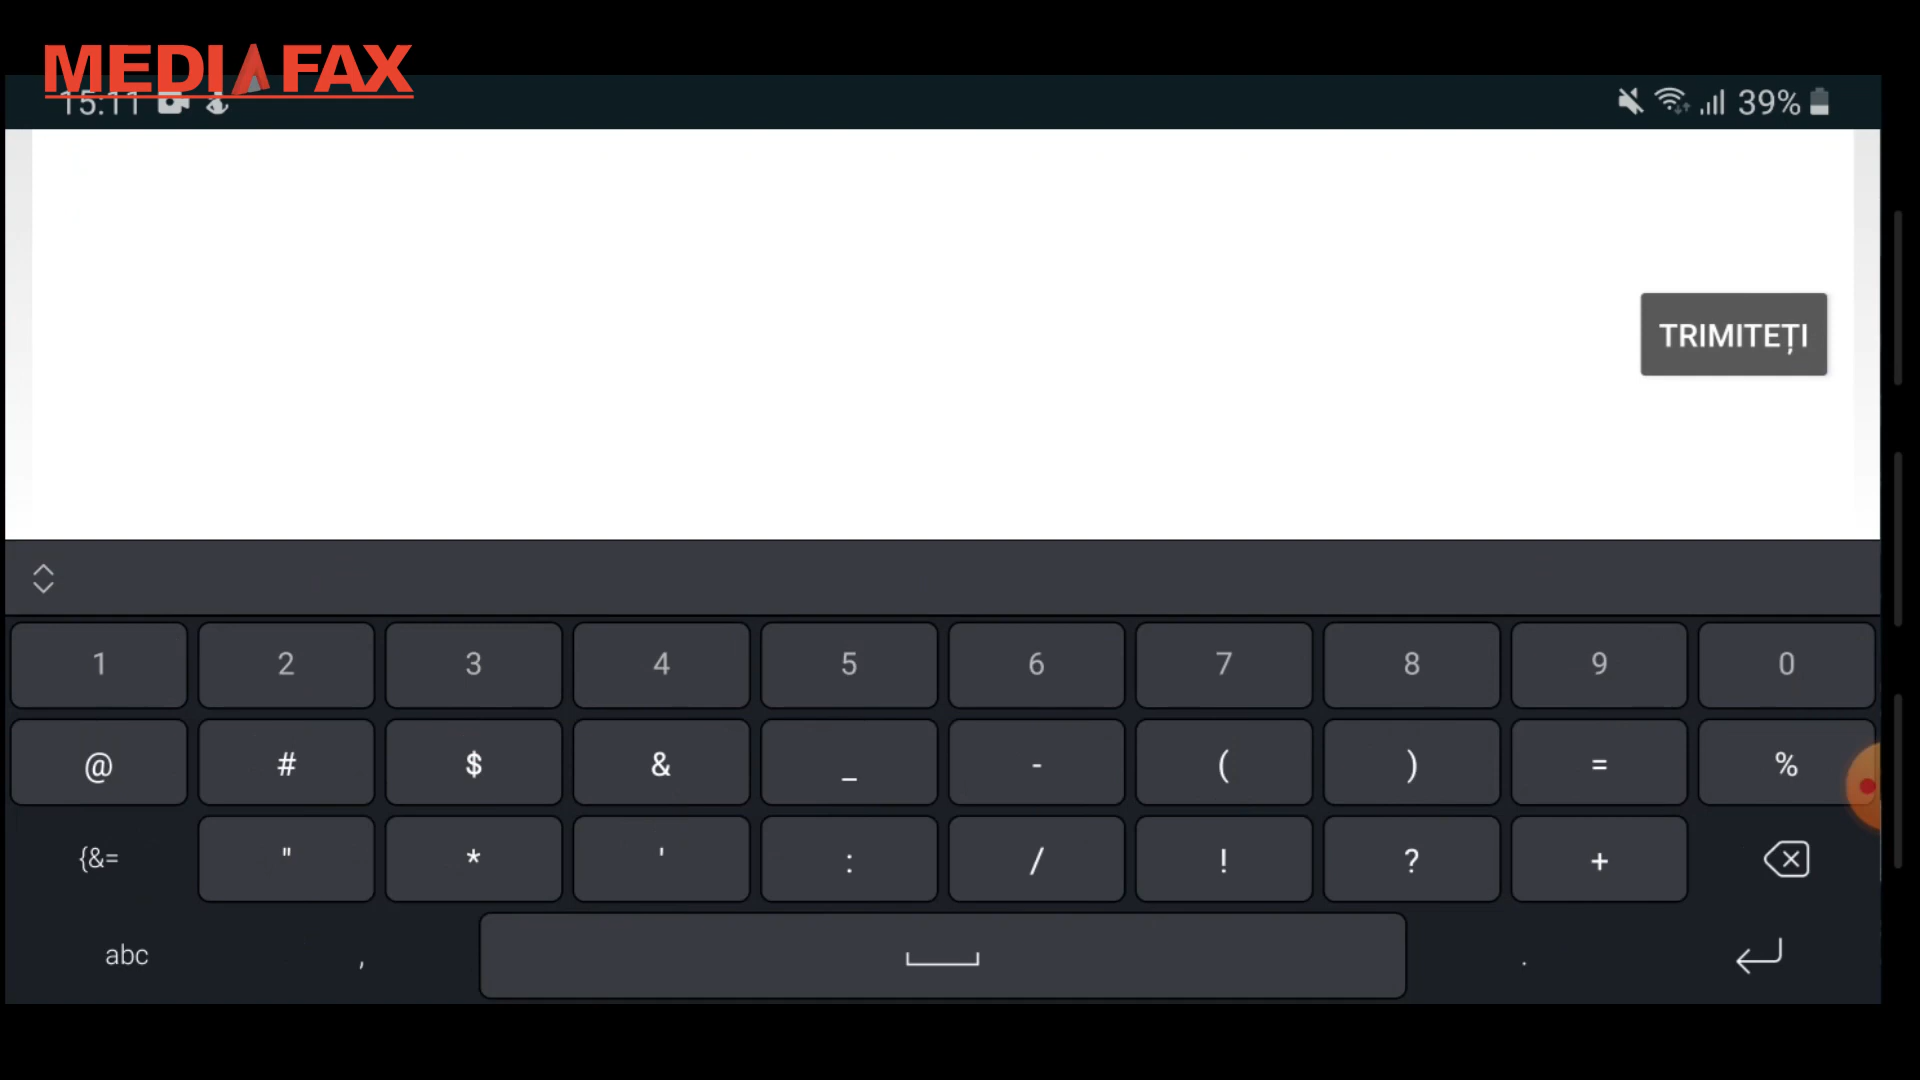 MEDIAFAX
15:11
39%
TRIMITEȚI
1 2 3 4 5 6 7 8 9 0
@ # $ & _ - ( ) = %
{&= " * ' : / ! ? +
abc , .